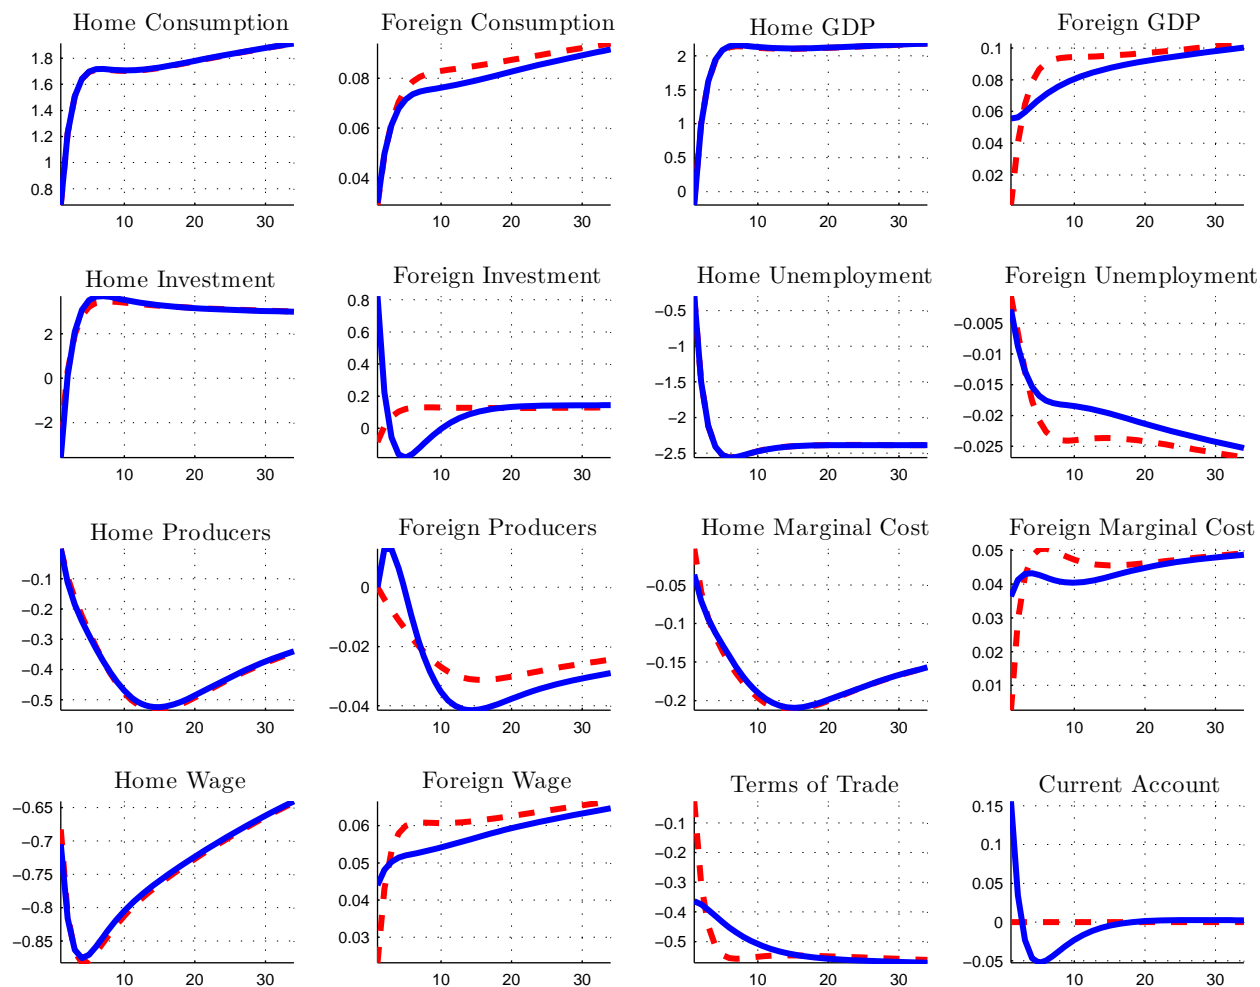 Home Consumption
1.8
1.6
1.4
1.2
1
0.8
10 20 30
Foreign Consumption
0.08
0.06
0.04
10 20 30
Home GDP
2
1.5
1
0.5
0
10 20 30
Foreign GDP
0.1
0.08
0.06
0.04
0.02
10 20 30
Home Investment
2
0
−2
10 20 30
Foreign Investment
0.8
0.6
0.4
0.2
0
10 20 30
Home Unemployment
−0.5
−1
−1.5
−2
−2.5
10 20 30
Foreign Unemployment
−0.005
−0.01
−0.015
−0.02
−0.025
10 20 30
Home Producers
−0.1
−0.2
−0.3
−0.4
−0.5
10 20 30
Foreign Producers
0
−0.02
−0.04
10 20 30
Home Marginal Cost
−0.05
−0.1
−0.15
−0.2
10 20 30
Foreign Marginal Cost
0.05
0.04
0.03
0.02
0.01
10 20 30
Home Wage
−0.65
−0.7
−0.75
−0.8
−0.85
10 20 30
Foreign Wage
0.06
0.05
0.04
0.03
10 20 30
Terms of Trade
−0.1
−0.2
−0.3
−0.4
−0.5
10 20 30
Current Account
0.15
0.1
0.05
0
−0.05
10 20 30